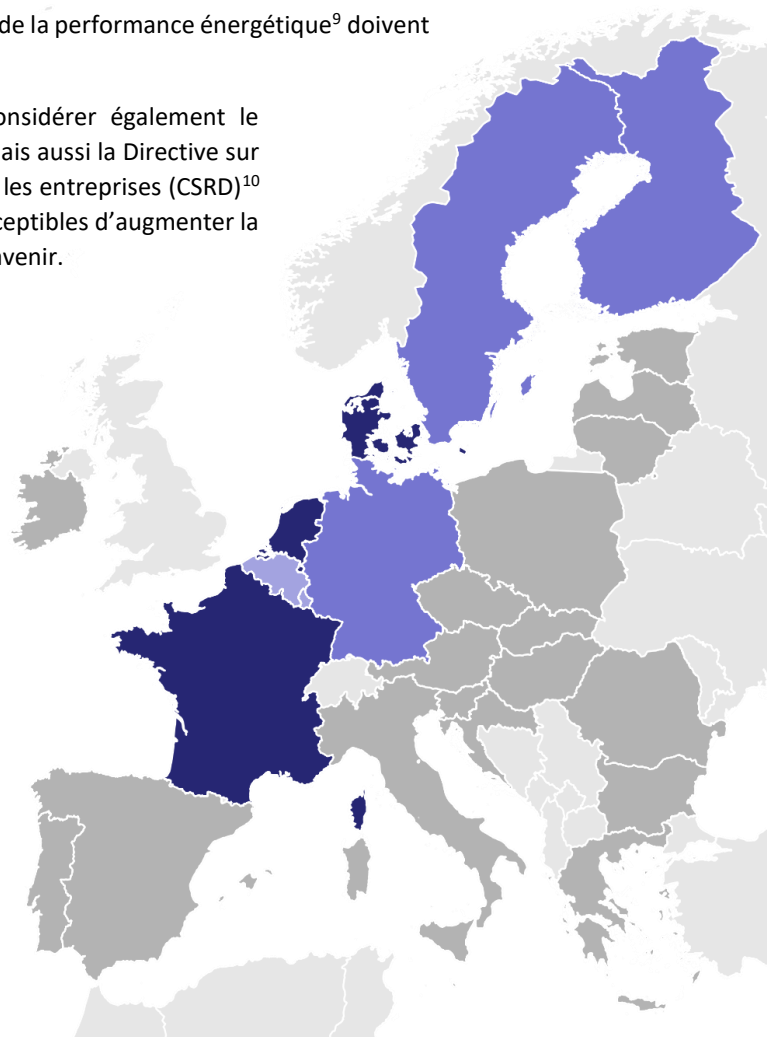 de la performance énergétique⁹ doivent
onsidérer également le
ais aussi la Directive sur
les entreprises (CSRD)¹⁰
ceptibles d’augmenter la
avenir.